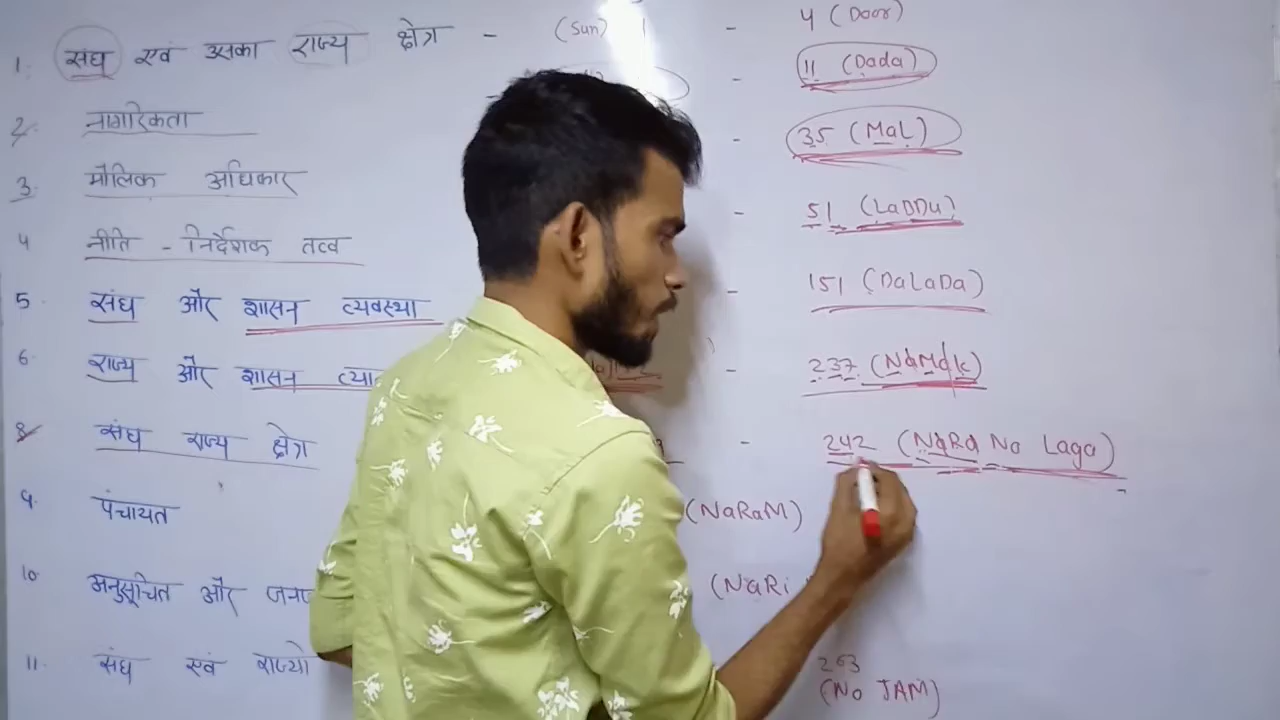 1. संघ एवं उसका राज्य क्षेत्र - (Sun) 1 - 4 (Door)
- 11 (Dada)
2. नागरिकता - 35 (MaL)
3. मौलिक अधिकार - 51 (LaDDu)
4 नीति - निर्देशक तत्व - 151 (DaLaDa)
5 संघ और शासन व्यवस्था - 237 (NaMak)
6. राज्य और शासन - 242 (NaRa No Laga)
8 संघ राज्य क्षेत्र
9. पंचायत (NaRaM)
10. अनुसूचित और (NaRi
11. संघ एवं राज्यो 263
(No JAM)